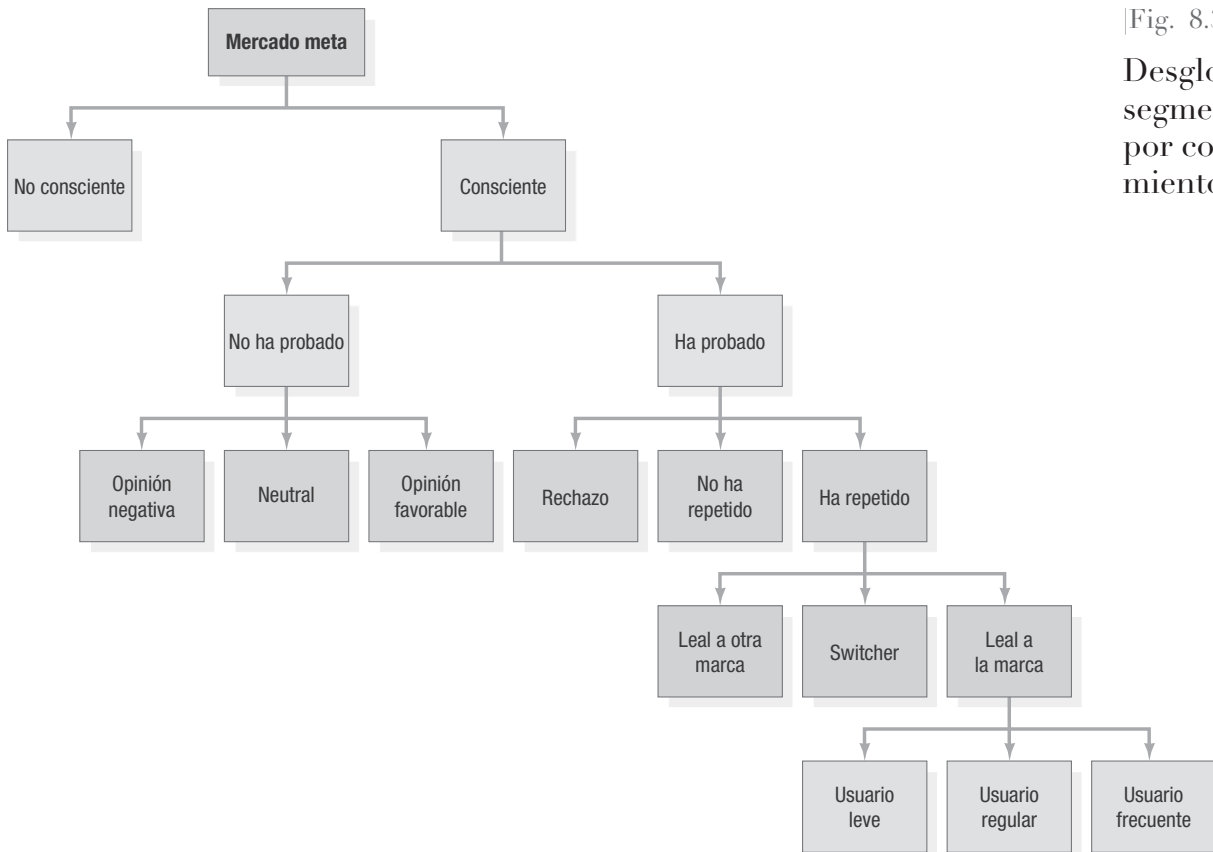 Mercado meta
No consciente
Consciente
No ha probado
Ha probado
Opinión
negativa
Neutral
Opinión
favorable
Rechazo
No ha
repetido
Ha repetido
Leal a otra
marca
Switcher
Leal a
la marca
Usuario
leve
Usuario
regular
Usuario
frecuente
|Fig. 8.
Desglo
segme
por co
miento